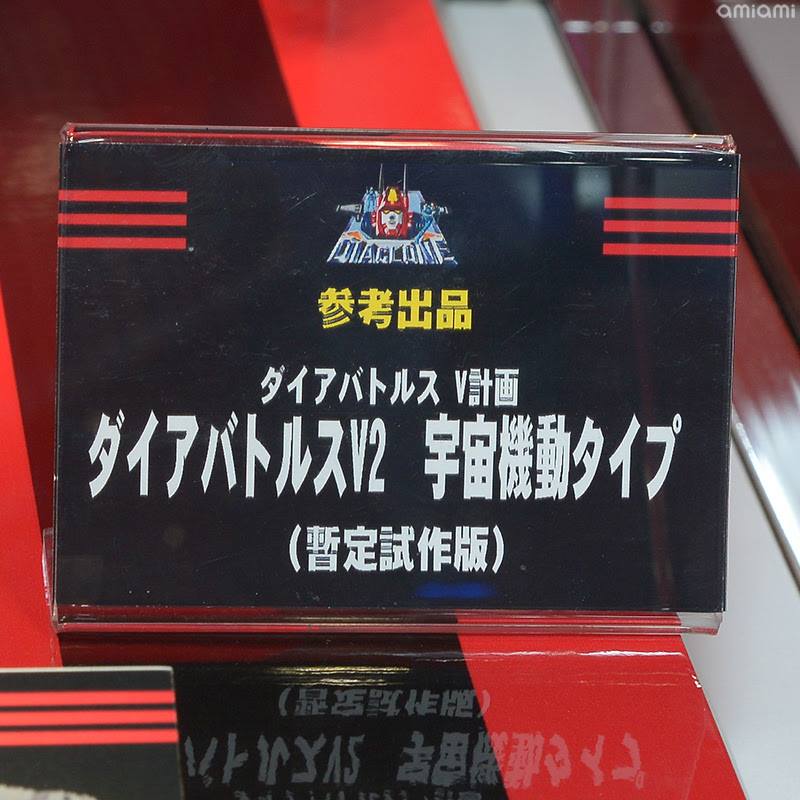 amiami
DIACLONE
参考出品
ダイアバトルス V計画
ダイアバトルスV2 宇宙機動タイプ
(暫定試作版)